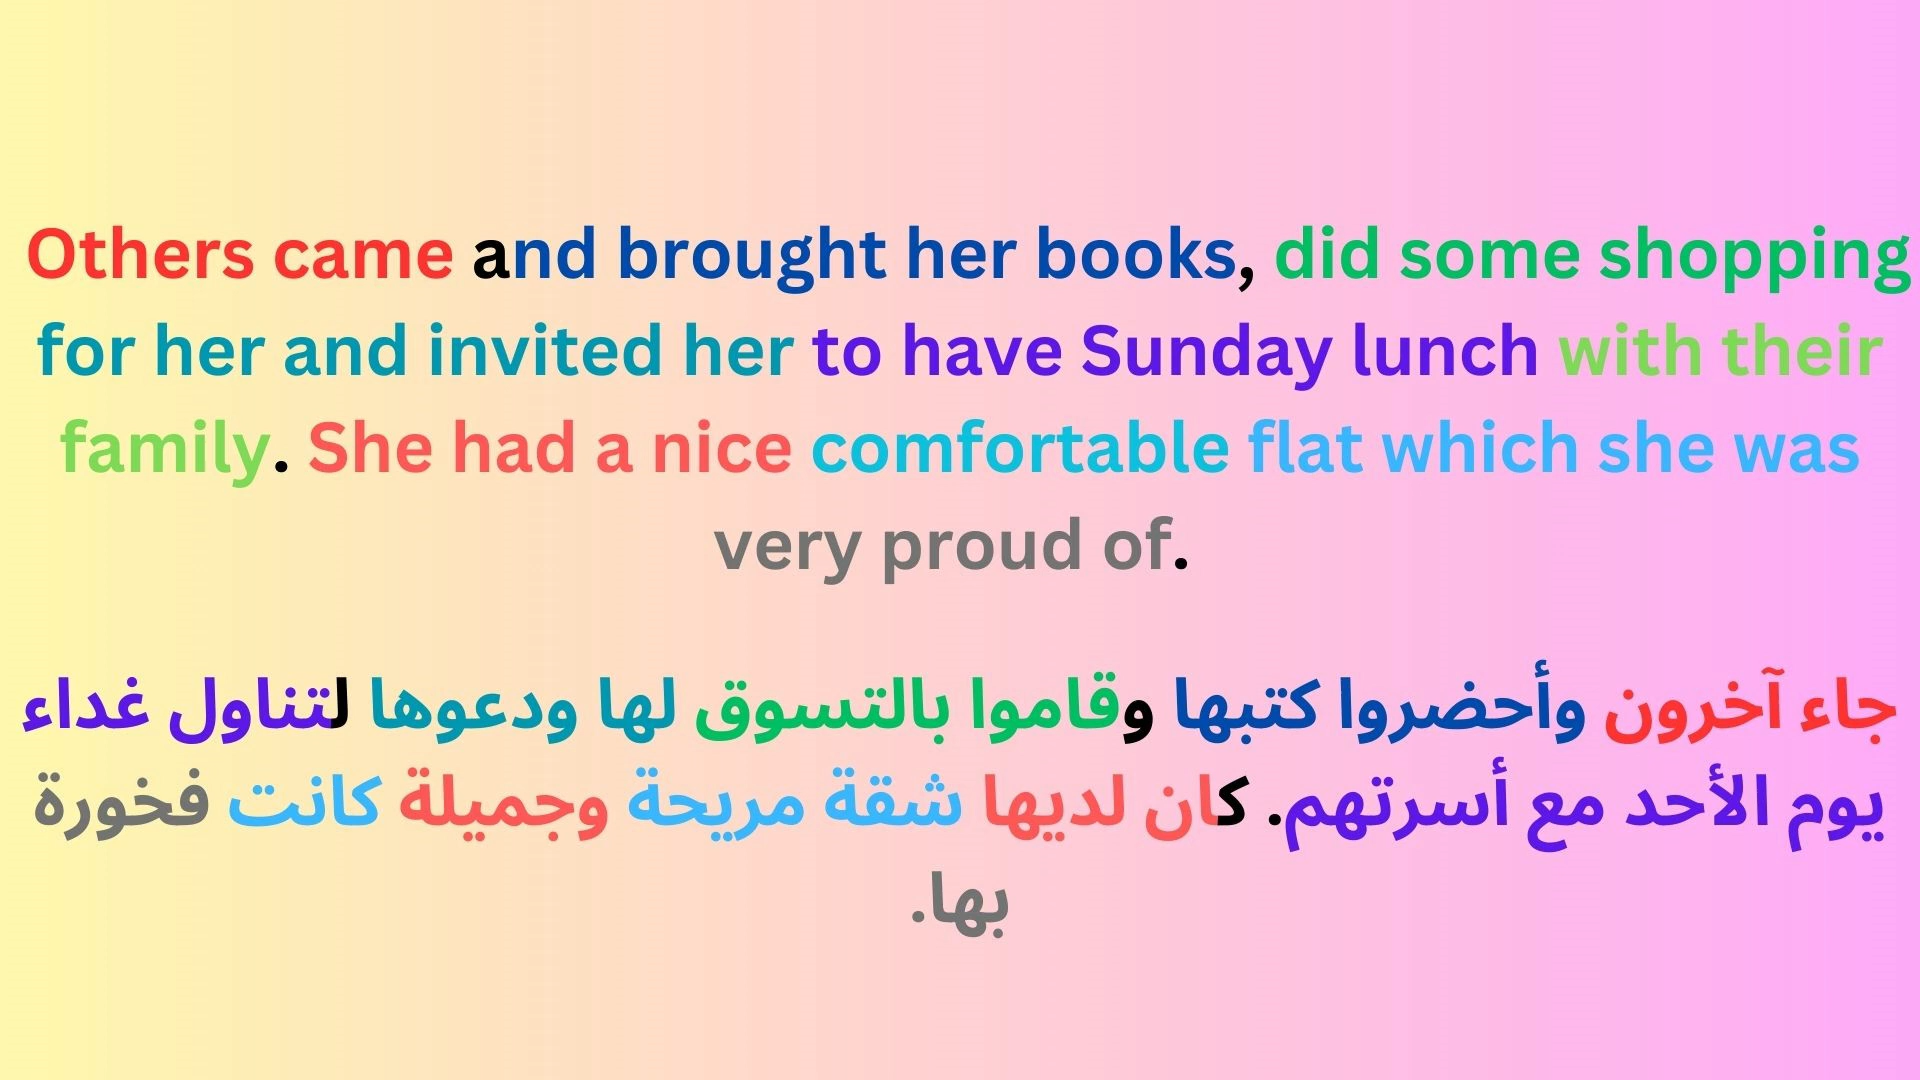 Others came and brought her books, did some shopping
for her and invited her to have Sunday lunch with their
family. She had a nice comfortable flat which she was
very proud of.
جاء آخرون وأحضروا كتبها وقاموا بالتسوق لها ودعوها لتناول غداء
يوم الأحد مع أسرتهم. كان لديها شقة مريحة وجميلة كانت فخورة
بها.